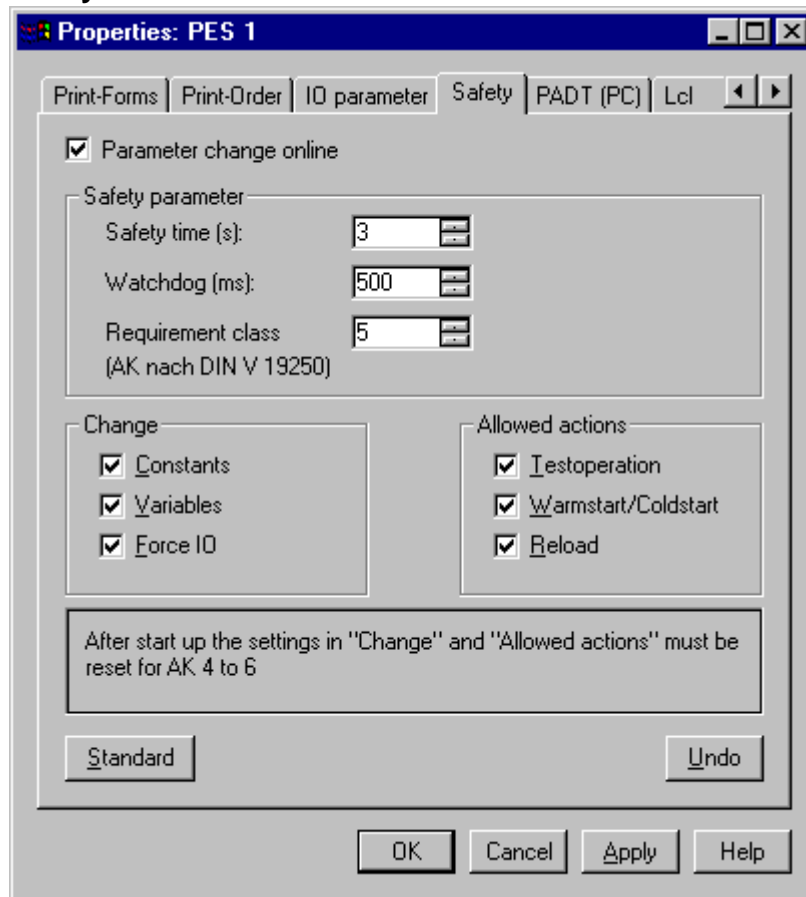 Properties: PES 1
Print-Forms Print-Order IO parameter Safety PADT (PC) Lcl
Parameter change online
Safety parameter
Safety time (s): 3
Watchdog (ms): 500
Requirement class 5
(AK nach DIN V 19250)
Change
Constants
Variables
Force IO
Allowed actions
Testoperation
Warmstart/Coldstart
Reload
After start up the settings in "Change" and "Allowed actions" must be
reset for AK 4 to 6
Standard Undo
OK Cancel Apply Help